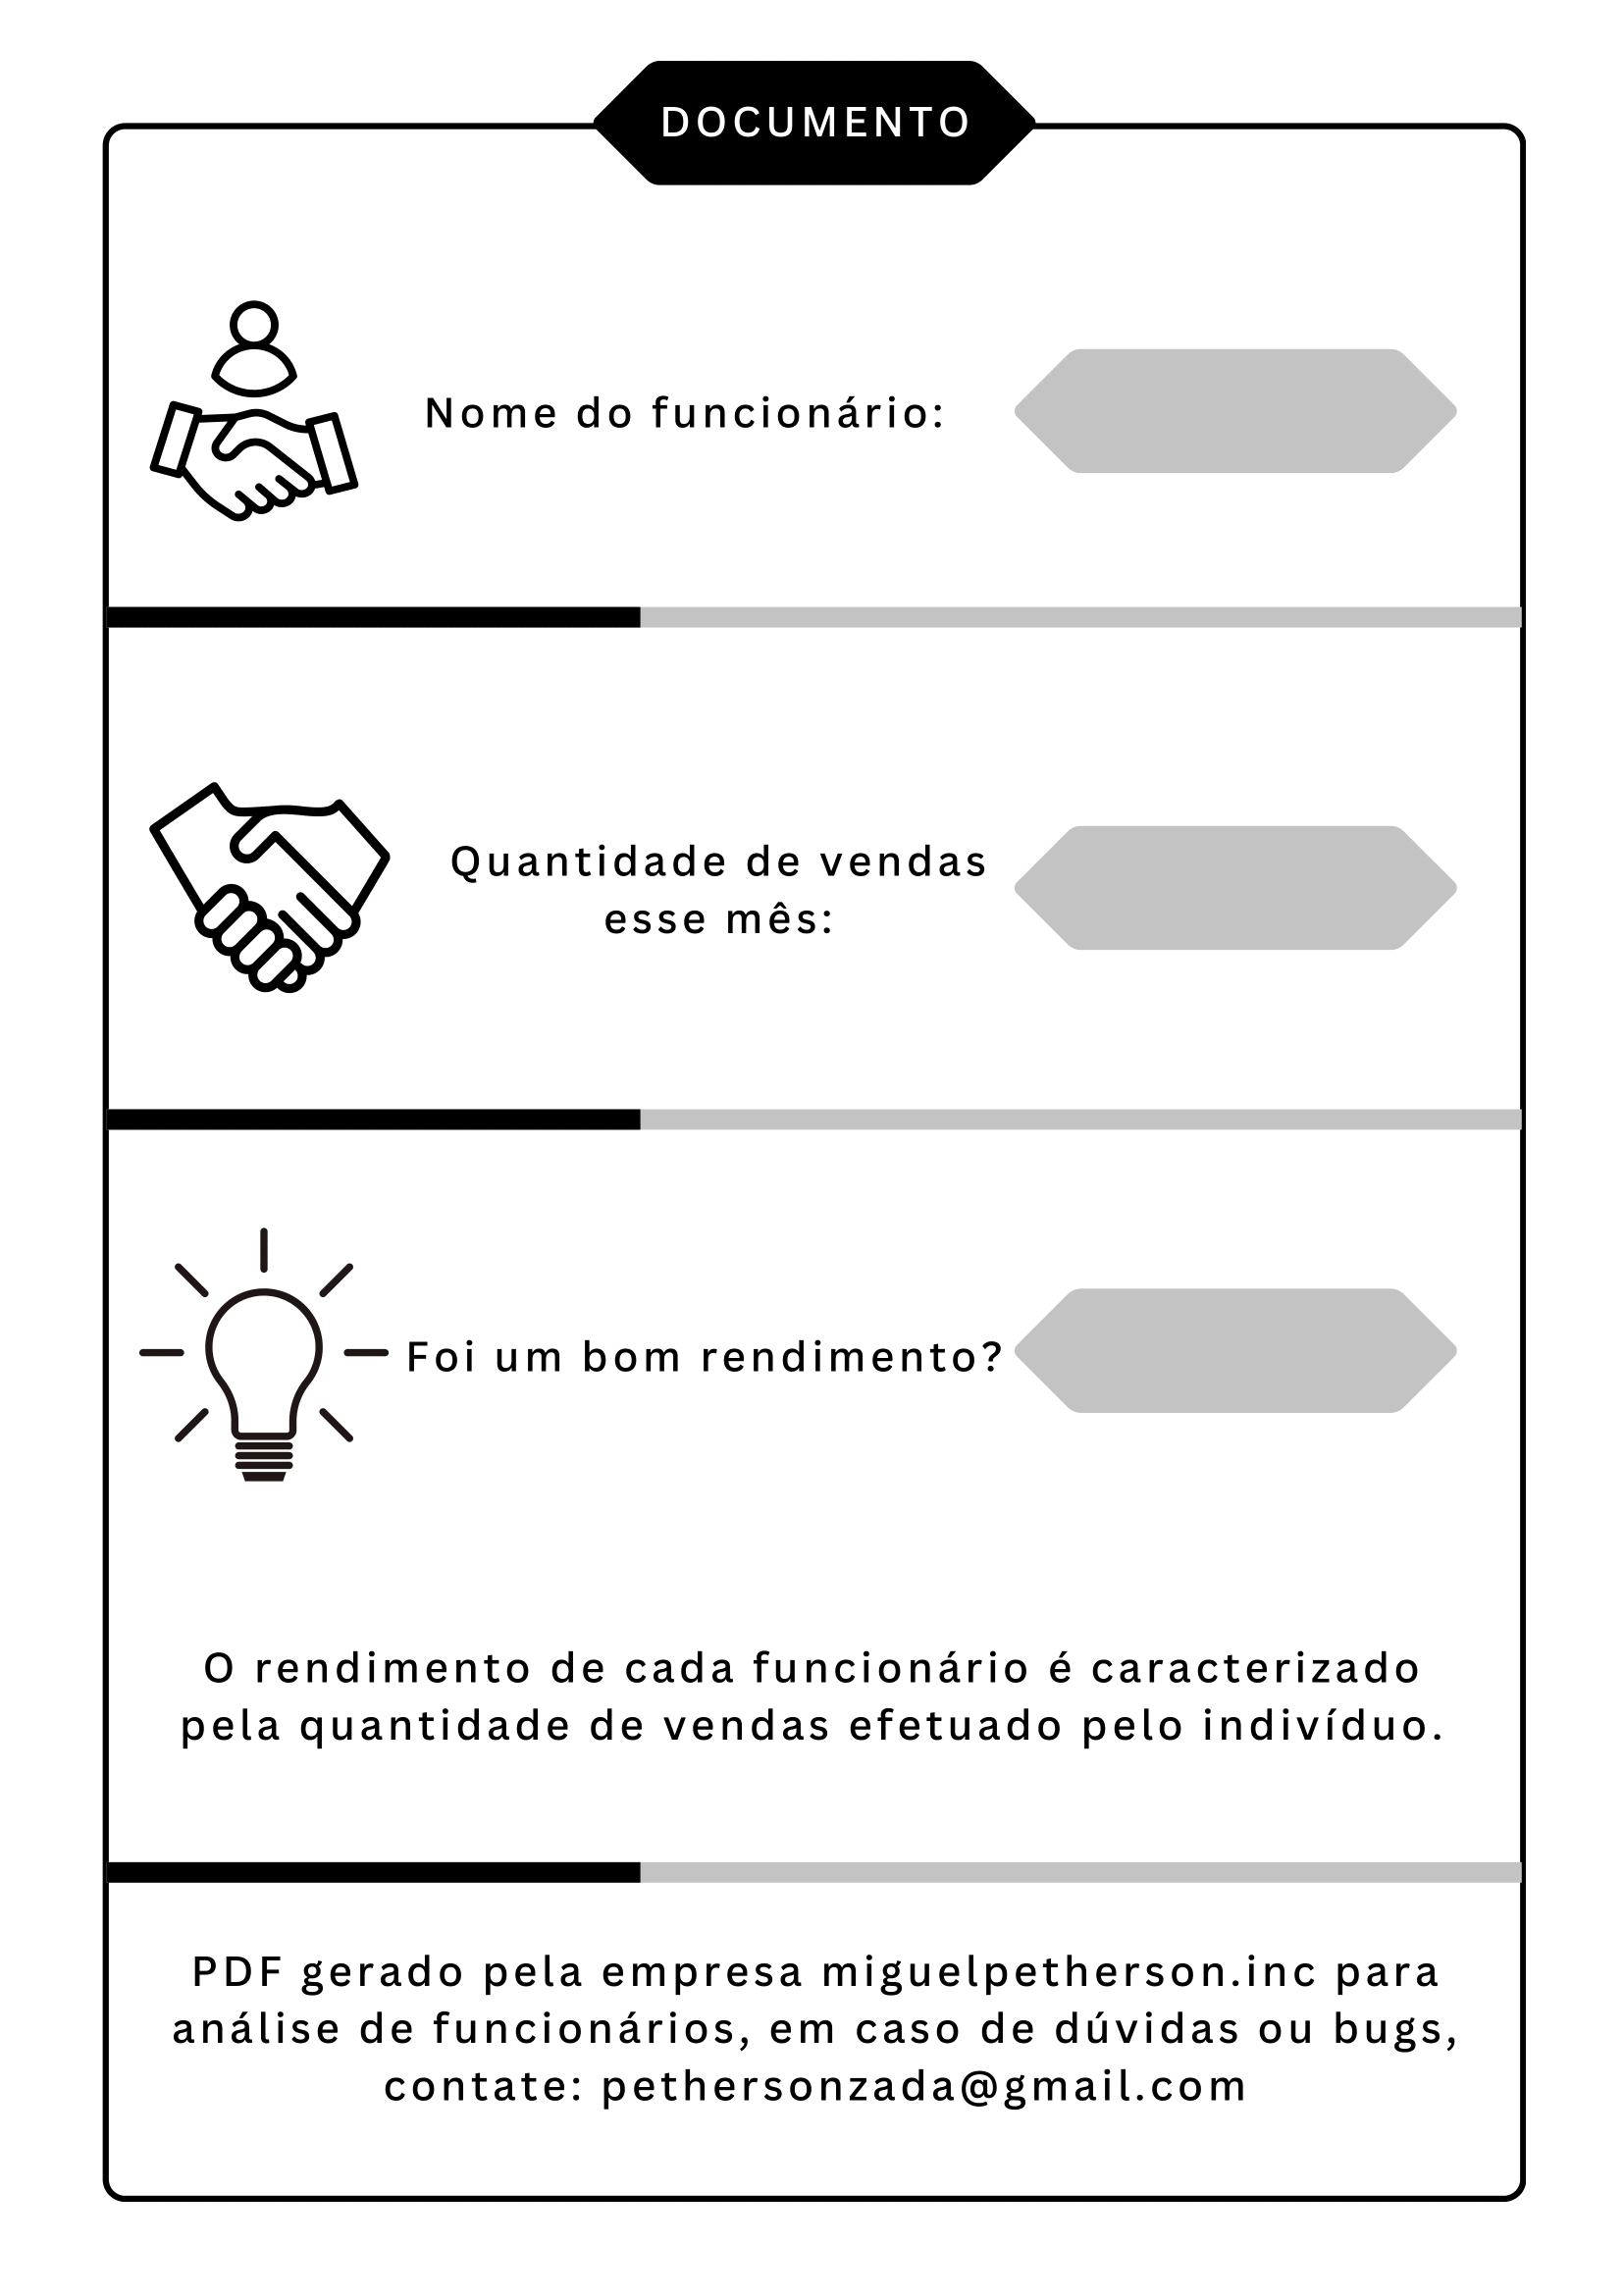 DOCUMENTO
Nome do funcionário:
Quantidade de vendas
esse mês:
Foi um bom rendimento?
O rendimento de cada funcionário é caracterizado
pela quantidade de vendas efetuado pelo indivíduo.
PDF gerado pela empresa miguelpetherson.inc para
análise de funcionários, em caso de dúvidas ou bugs,
contate: pethersonzada@gmail.com